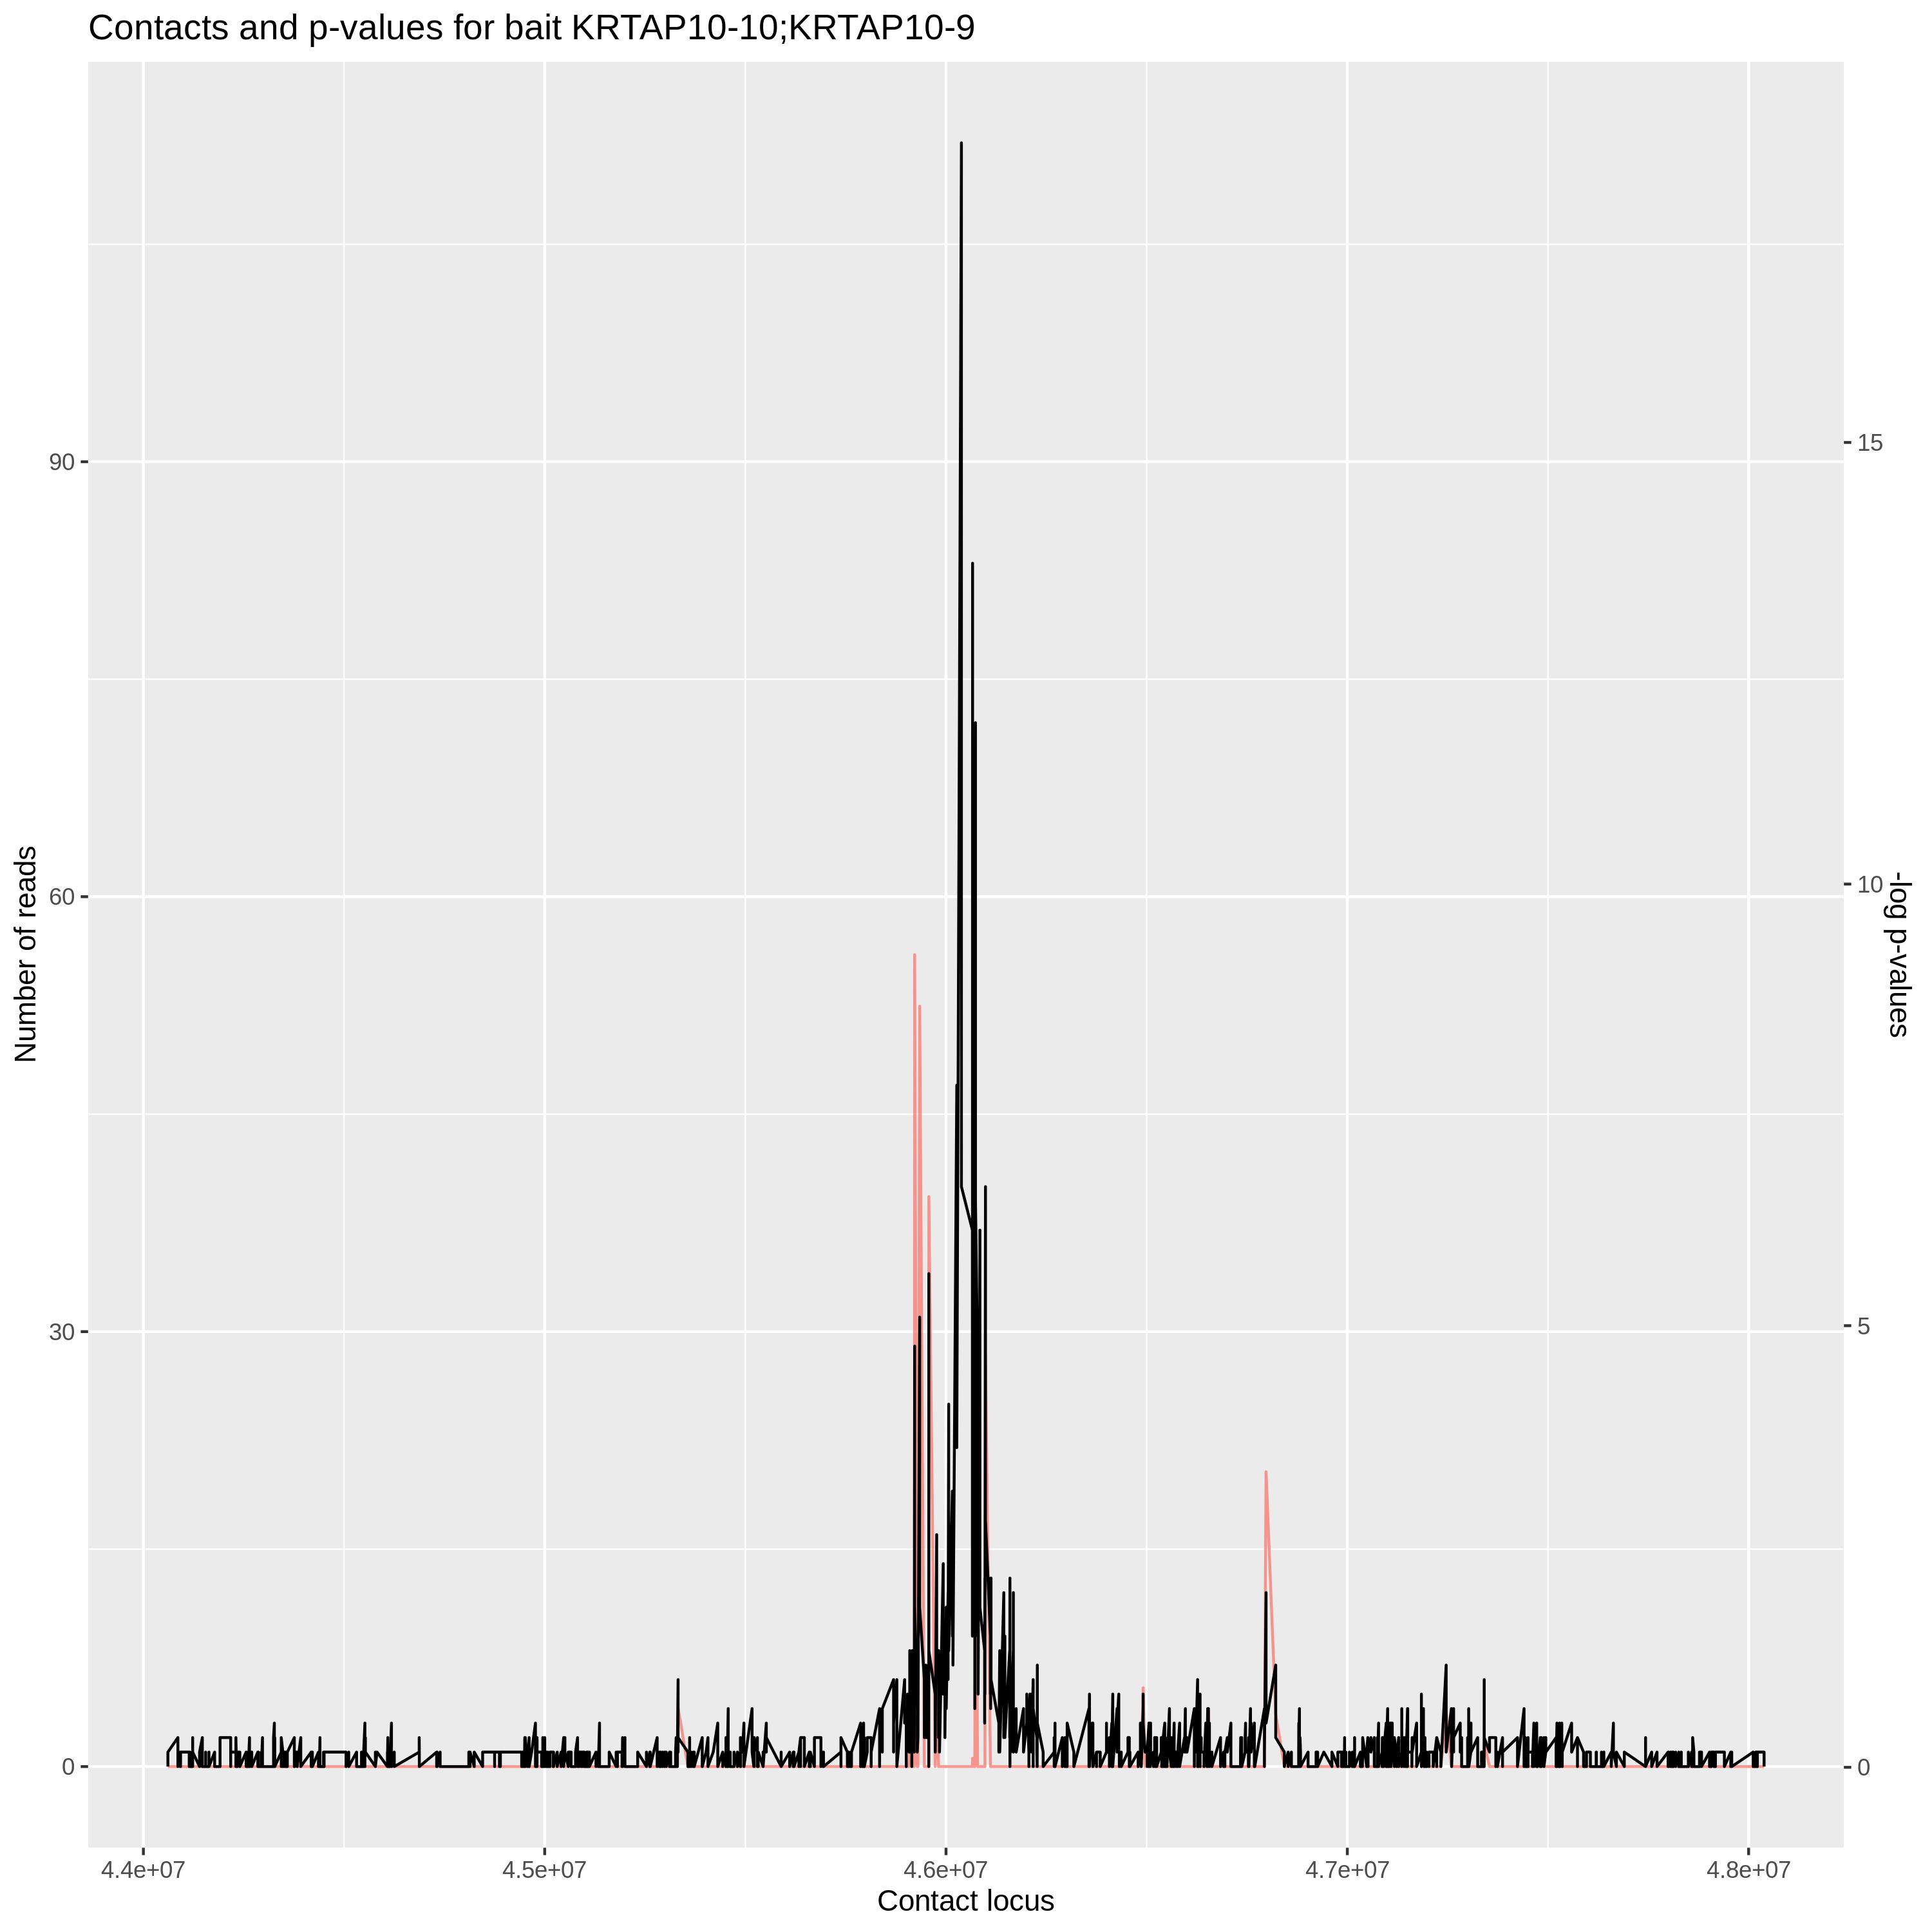 Contacts and p-values for bait KRTAP10-10;KRTAP10-9
90
60
30
0
Number of reads
15
10
5
0
-log p-values
4.4e+07
4.5e+07
4.6e+07
4.7e+07
4.8e+07
Contact locus